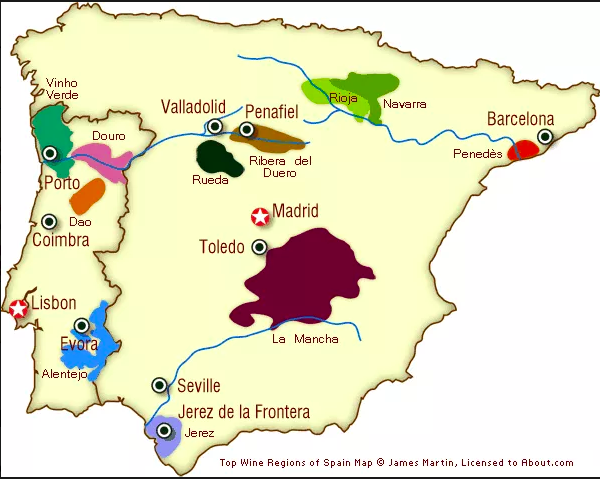 Vinho
Verde
Douro
Valladolid
Penafiel
Rioja
Navarra
Barcelona
Penedès
Porto
Rueda
Ribera del
Duero
Dao
Coimbra
Madrid
Toledo
Lisbon
Evora
Alentejo
La Mancha
Seville
Jerez de la Frontera
Jerez
Top Wine Regions of Spain Map © James Martin, Licensed to About.com